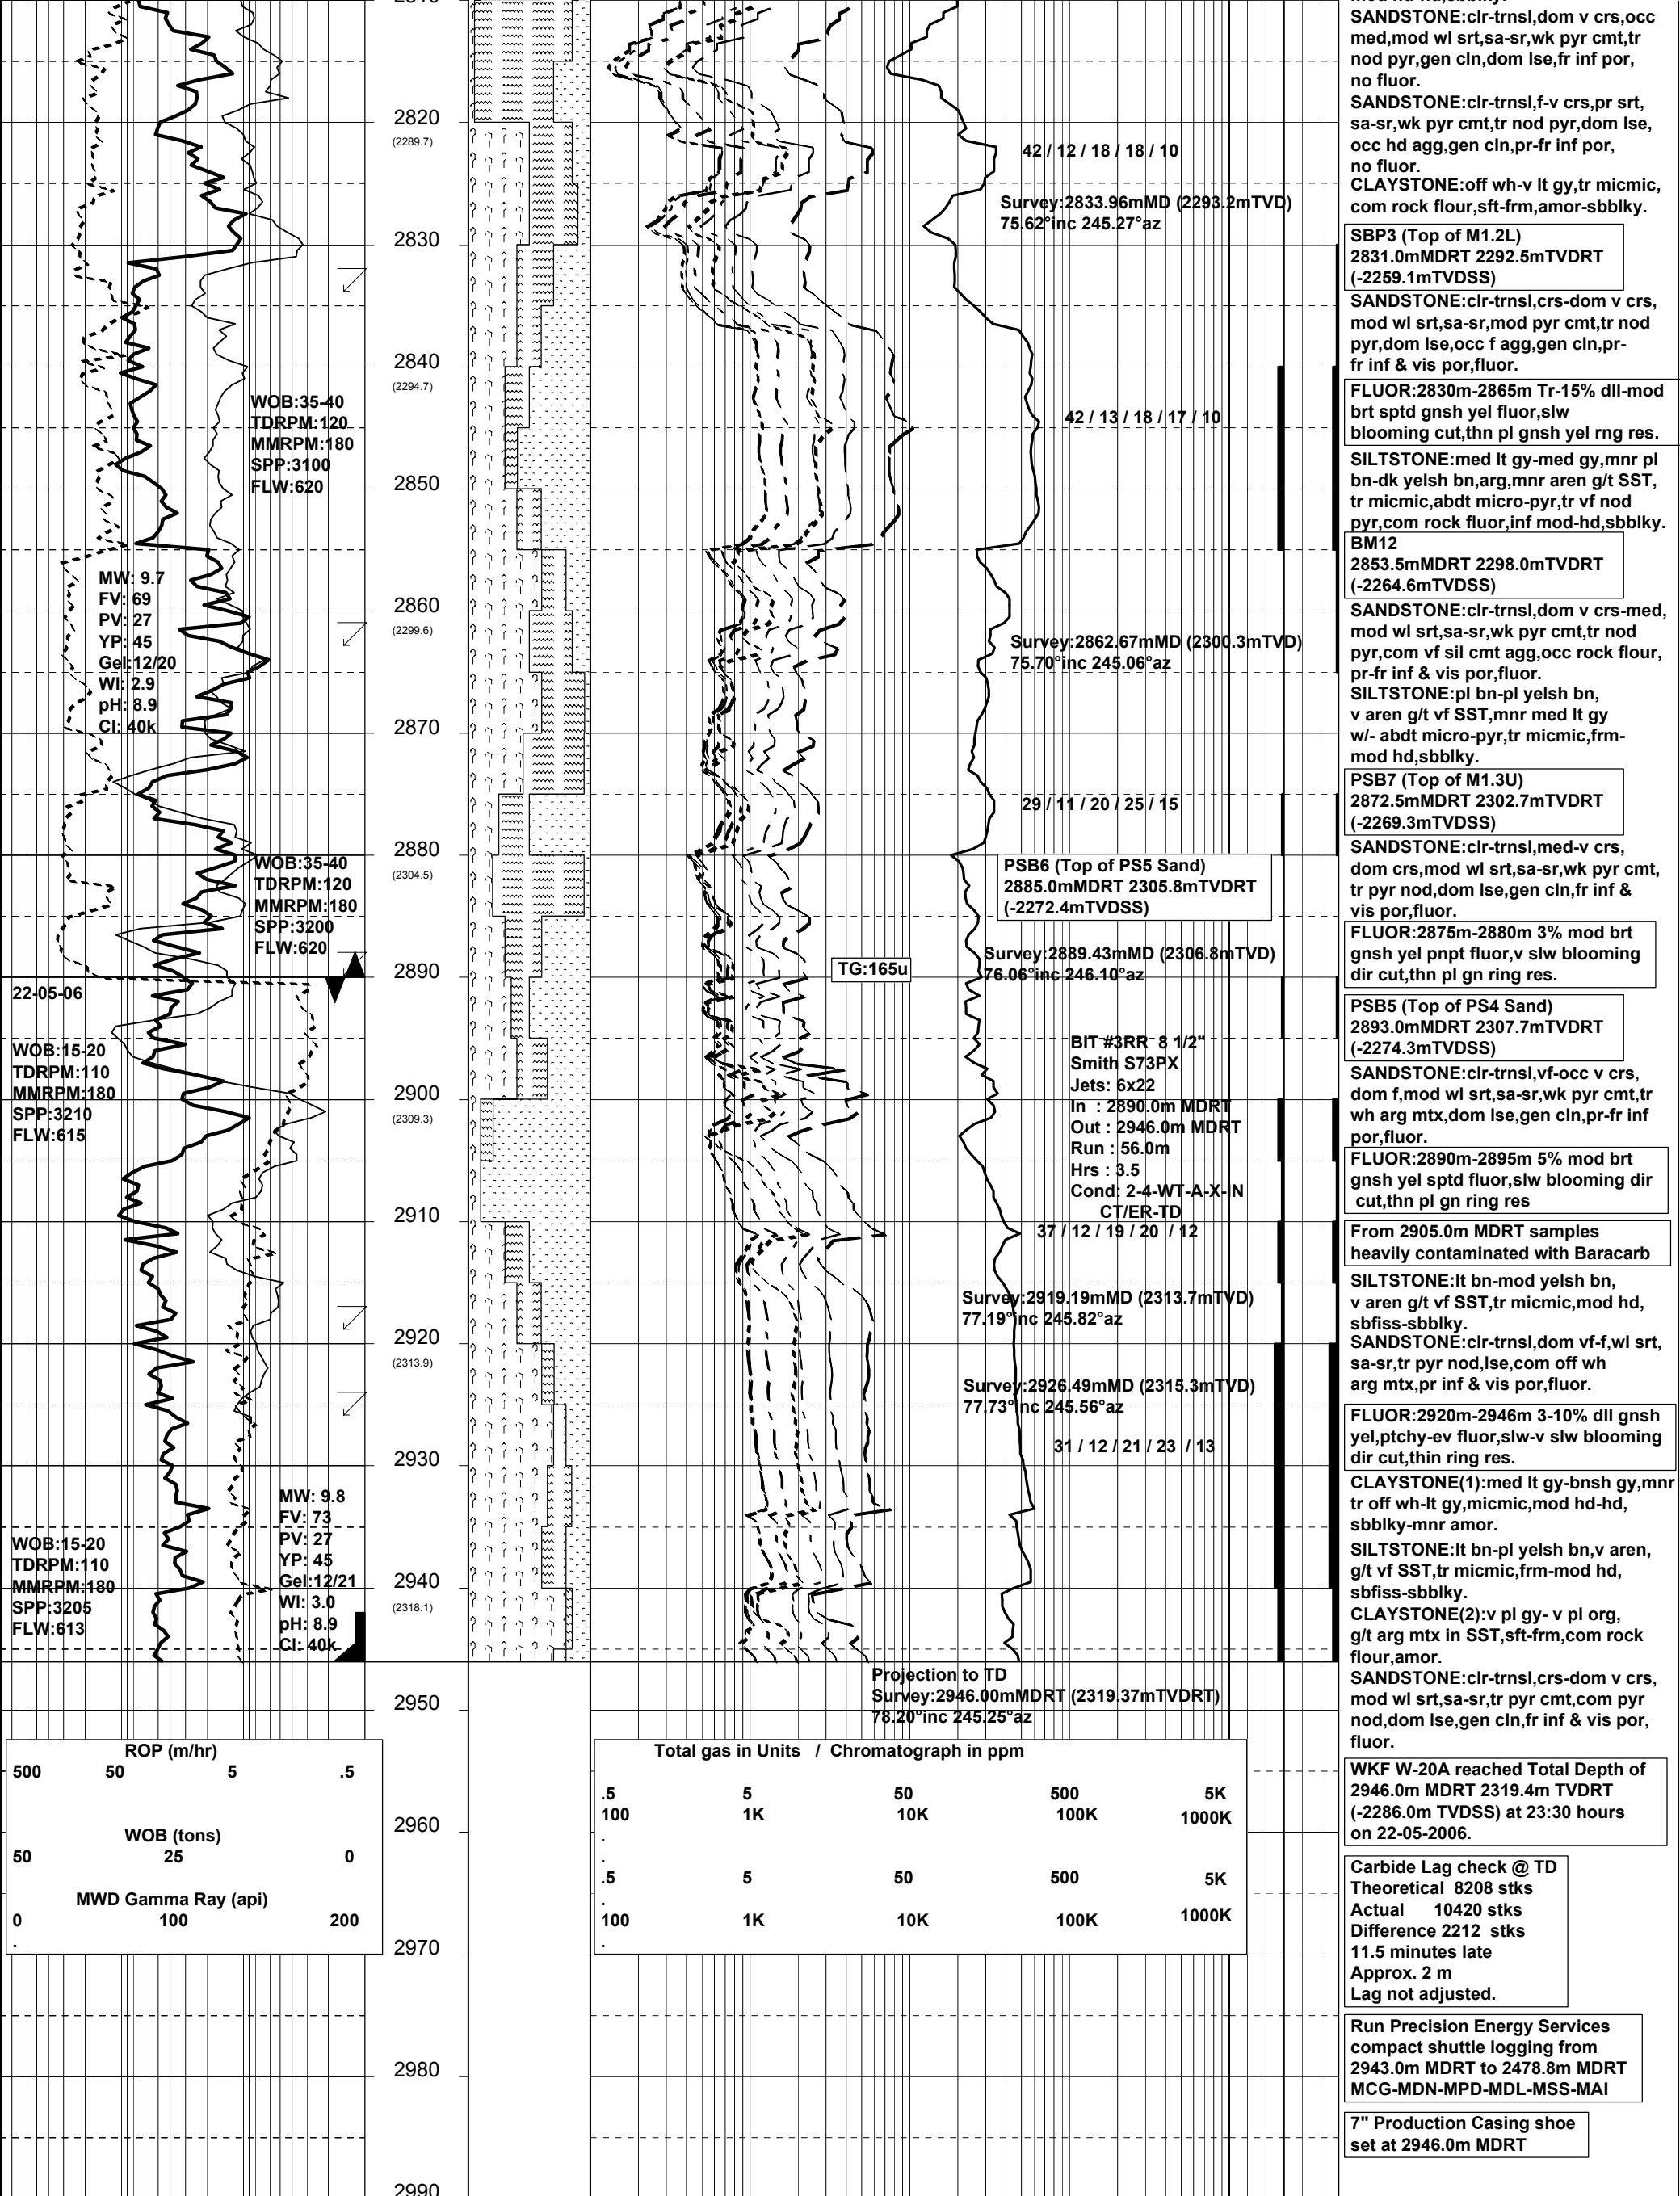 SANDSTONE:clr-trnsl,dom v crs,occ
med,mod wl srt,sa-sr,wk pyr cmt,tr
nod pyr,gen cln,dom lse,fr inf por,
no fluor.
SANDSTONE:clr-trnsl,f-v crs,pr srt,
sa-sr,wk pyr cmt,tr nod pyr,dom lse,
occ hd agg,gen cln,pr-fr inf por,
no fluor.
CLAYSTONE:off wh-v lt gy,tr micmic,
com rock flour,sft-frm,amor-sbblky.
SBP3 (Top of M1.2L)
2831.0mMDRT 2292.5mTVDRT
(-2259.1mTVDSS)
SANDSTONE:clr-trnsl,crs-dom v crs,
mod wl srt,sa-sr,mod pyr cmt,tr nod
pyr,dom lse,occ f agg,gen cln,pr-
fr inf & vis por,fluor.
FLUOR:2830m-2865m Tr-15% dll-mod
brt sptd gnsh yel fluor,slw
blooming cut,thn pl gnsh yel rng res.
SILTSTONE:med lt gy-med gy,mnr pl
bn-dk yelsh bn,arg,mnr aren g/t SST,
tr micmic,abdt micro-pyr,tr vf nod
pyr,com rock fluor,inf mod-hd,sbblky.
BM12
2853.5mMDRT 2298.0mTVDRT
(-2264.6mTVDSS)
SANDSTONE:clr-trnsl,dom v crs-med,
mod wl srt,sa-sr,wk pyr cmt,tr nod
pyr,com vf sil cmt agg,occ rock flour,
pr-fr inf & vis por,fluor.
SILTSTONE:pl bn-pl yelsh bn,
v aren g/t vf SST,mnr med lt gy
w/- abdt micro-pyr,tr micmic,frm-
mod hd,sbblky.
PSB7 (Top of M1.3U)
2872.5mMDRT 2302.7mTVDRT
(-2269.3mTVDSS)
SANDSTONE:clr-trnsl,med-v crs,
dom crs,mod wl srt,sa-sr,wk pyr cmt,
tr pyr nod,dom lse,gen cln,fr inf &
vis por,fluor.
FLUOR:2875m-2880m 3% mod brt
gnsh yel pnpt fluor,v slw blooming
dir cut,thn pl gn ring res.
PSB5 (Top of PS4 Sand)
2893.0mMDRT 2307.7mTVDRT
(-2274.3mTVDSS)
SANDSTONE:clr-trnsl,vf-occ v crs,
dom f,mod wl srt,sa-sr,wk pyr cmt,tr
wh arg mtx,dom lse,gen cln,pr-fr inf
por,fluor.
FLUOR:2890m-2895m 5% mod brt
gnsh yel sptd fluor,slw blooming dir
cut,thn pl gn ring res
From 2905.0m MDRT samples
heavily contaminated with Baracarb
SILTSTONE:lt bn-mod yelsh bn,
v aren g/t vf SST,tr micmic,mod hd,
sbfiss-sbblky.
SANDSTONE:clr-trnsl,dom vf-f,wl srt,
sa-sr,tr pyr nod,lse,com off wh
arg mtx,pr inf & vis por,fluor.
FLUOR:2920m-2946m 3-10% dll gnsh
yel,ptchy-ev fluor,slw-v slw blooming
dir cut,thin ring res.
CLAYSTONE(1):med lt gy-bnsh gy,mnr
tr off wh-lt gy,micmic,mod hd-hd,
sbblky-mnr amor.
SILTSTONE:lt bn-pl yelsh bn,v aren,
g/t vf SST,tr micmic,frm-mod hd,
sbfiss-sbblky.
CLAYSTONE(2):v pl gy- v pl org,
g/t arg mtx in SST,sft-frm,com rock
flour,amor.
SANDSTONE:clr-trnsl,crs-dom v crs,
mod wl srt,sa-sr,tr pyr cmt,com pyr
nod,dom lse,gen cln,fr inf & vis por,
fluor.
WKF W-20A reached Total Depth of
2946.0m MDRT 2319.4m TVDRT
(-2286.0m TVDSS) at 23:30 hours
on 22-05-2006.
Carbide Lag check @ TD
Theoretical 8208 stks
Actual 10420 stks
Difference 2212 stks
11.5 minutes late
Approx. 2 m
Lag not adjusted.
Run Precision Energy Services
compact shuttle logging from
2943.0m MDRT to 2478.8m MDRT
MCG-MDN-MPD-MDL-MSS-MAI
7" Production Casing shoe
set at 2946.0m MDRT
2820
(2289.7)
2830
2840
(2294.7)
2850
2860
(2299.6)
2870
2880
(2304.5)
2890
2900
(2309.3)
2910
2920
(2313.9)
2930
2940
(2318.1)
2950
2960
2970
2980
2990
WOB:35-40
TDRPM:120
MMRPM:180
SPP:3100
FLW:620
MW: 9.7
FV: 69
PV: 27
YP: 45
Gel:12/20
Wl: 2.9
pH: 8.9
Cl: 40k
WOB:35-40
TDRPM:120
MMRPM:180
SPP:3200
FLW:620
22-05-06
WOB:15-20
TDRPM:110
MMRPM:180
SPP:3210
FLW:615
MW: 9.8
FV: 73
PV: 27
YP: 45
Gel:12/21
Wl: 3.0
pH: 8.9
Cl: 40k
WOB:15-20
TDRPM:110
MMRPM:180
SPP:3205
FLW:613
42 / 12 / 18 / 18 / 10
Survey:2833.96mMD (2293.2mTVD)
75.62°inc 245.27°az
42 / 13 / 18 / 17 / 10
Survey:2862.67mMD (2300.3mTVD)
75.70°inc 245.06°az
29 / 11 / 20 / 25 / 15
PSB6 (Top of PS5 Sand)
2885.0mMDRT 2305.8mTVDRT
(-2272.4mTVDSS)
Survey:2889.43mMD (2306.8mTVD)
76.06°inc 246.10°az
TG:165u
BIT #3RR 8 1/2"
Smith S73PX
Jets: 6x22
In : 2890.0m MDRT
Out : 2946.0m MDRT
Run : 56.0m
Hrs : 3.5
Cond: 2-4-WT-A-X-IN
CT/ER-TD
37 / 12 / 19 / 20 / 12
Survey:2919.19mMD (2313.7mTVD)
77.19°inc 245.82°az
Survey:2926.49mMD (2315.3mTVD)
77.73°inc 245.56°az
31 / 12 / 21 / 23 / 13
Projection to TD
Survey:2946.00mMDRT (2319.37mTVDRT)
78.20°inc 245.25°az
ROP (m/hr)
500 50 5 .5
WOB (tons)
50 25 0
MWD Gamma Ray (api)
0 100 200
.
Total gas in Units / Chromatograph in ppm
.5 5 50 500 5K
100 1K 10K 100K 1000K
.
.
.5 5 50 500 5K
.
100 1K 10K 100K 1000K
.